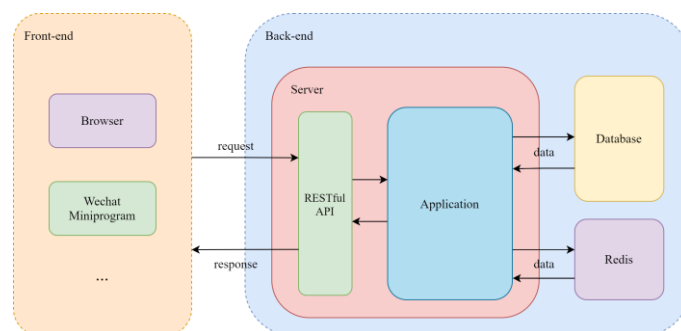 Front-end
Browser
Wechat
Miniprogram
...
request
response
Back-end
Server
RESTful
API
Application
data
data
Database
Redis